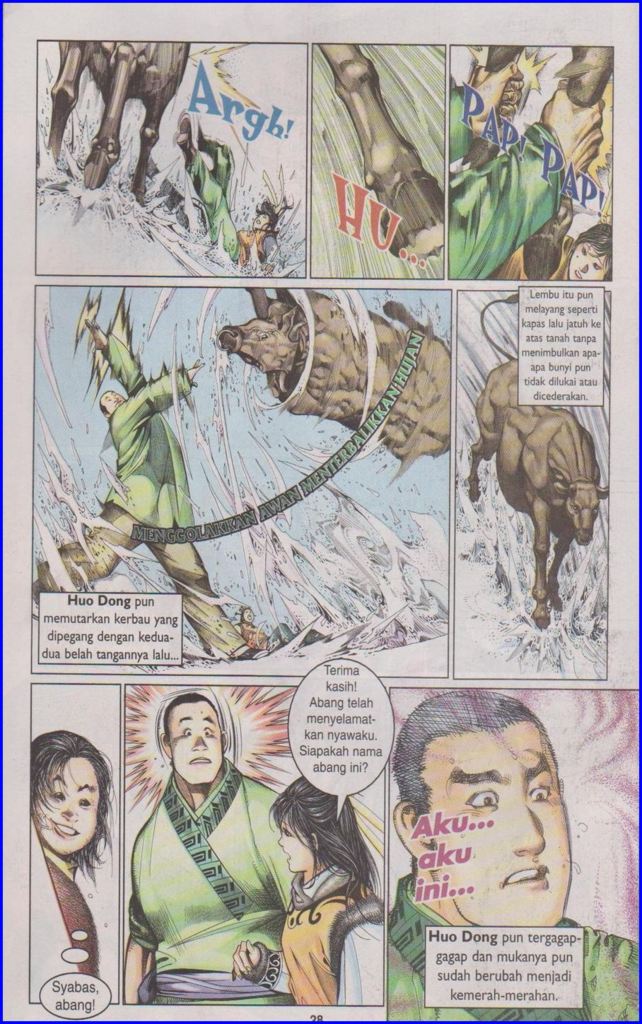 Argh!
HU...
PAP! PAP!
Lembu itu pun
melayang seperti
kapas lalu jatuh ke
atas tanah tanpa
menimbulkan apa-
apa bunyi pun
tidak dilukai atau
dicederakan.
MENGGOLAKKAN AWAN MENTERBALIKKAN HUJAN
Huo Dong pun
memutarkan kerbau yang
dipegang dengan kedua-
dua belah tangannya lalu...
Terima
kasih!
Abang telah
menyelamat-
kan nyawaku.
Siapakah nama
abang ini?
Syabas,
abang!
Aku...
aku
ini...
Huo Dong pun tergagap-
gagap dan mukanya pun
sudah berubah menjadi
kemerah-merahan.
28